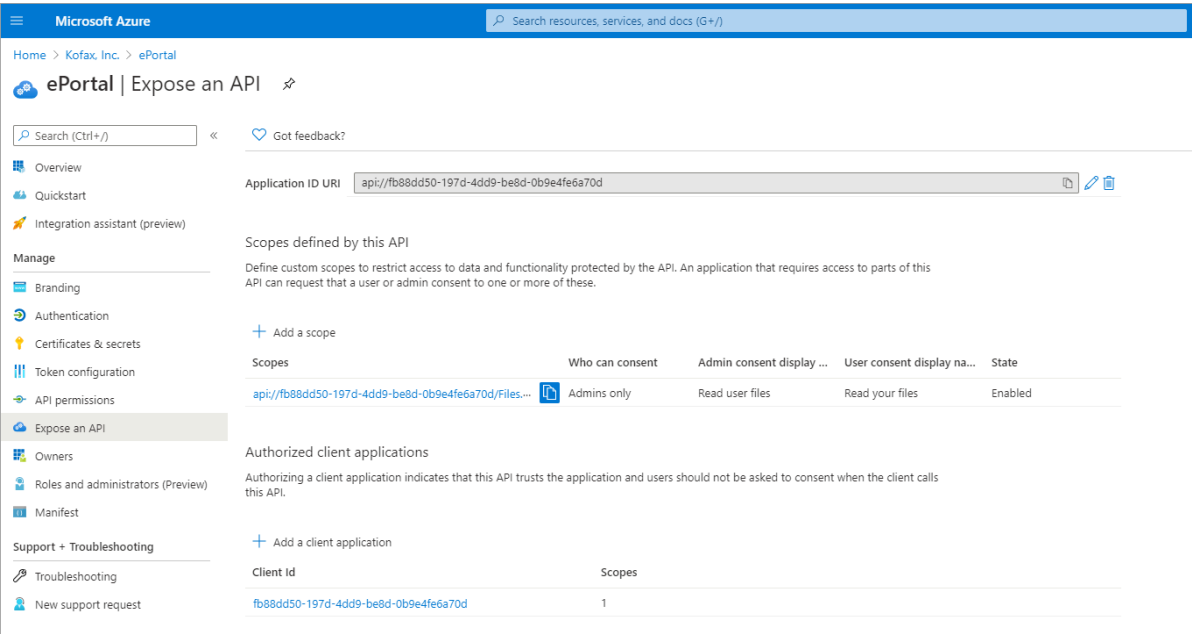 Microsoft Azure
Search resources, services, and docs (G+/)
Home > Kofax, Inc. > ePortal
ePortal | Expose an API
Search (Ctrl+/)
«
Overview
Quickstart
Integration assistant (preview)
Manage
Branding
Authentication
Certificates & secrets
Token configuration
API permissions
Expose an API
Owners
Roles and administrators (Preview)
Manifest
Support + Troubleshooting
Troubleshooting
New support request
Got feedback?
Application ID URI api://fb88dd50-197d-4dd9-be8d-0b9e4fe6a70d
Scopes defined by this API
Define custom scopes to restrict access to data and functionality protected by the API. An application that requires access to parts of this
API can request that a user or admin consent to one or more of these.
+ Add a scope
Scopes Who can consent Admin consent display ... User consent display na... State
api://fb88dd50-197d-4dd9-be8d-0b9e4fe6a70d/Files.... Admins only Read user files Read your files Enabled
Authorized client applications
Authorizing a client application indicates that this API trusts the application and users should not be asked to consent when the client calls
this API.
+ Add a client application
Client Id Scopes
fb88dd50-197d-4dd9-be8d-0b9e4fe6a70d 1